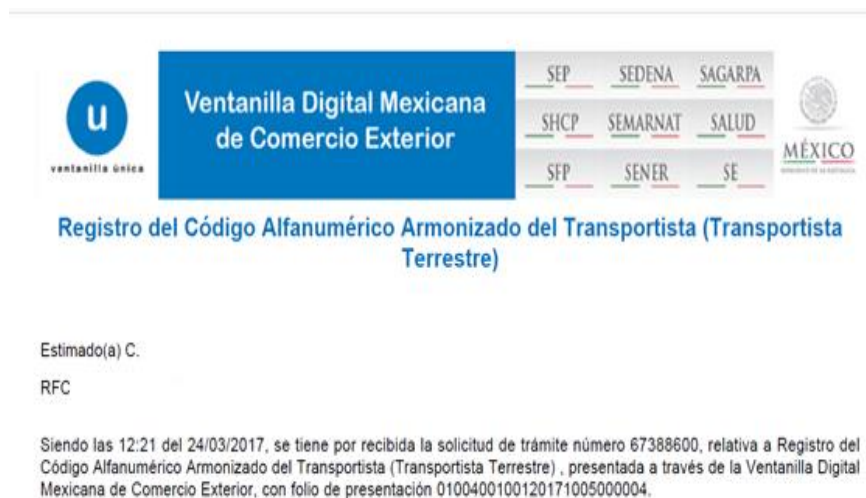 u
ventanilla única
Ventanilla Digital Mexicana
de Comercio Exterior
SEP SEDENA SAGARPA
SHCP SEMARNAT SALUD
SFP SENER SE
MÉXICO
Registro del Código Alfanumérico Armonizado del Transportista (Transportista
Terrestre)
Estimado(a) C.
RFC
Siendo las 12:21 del 24/03/2017, se tiene por recibida la solicitud de trámite número 67388600, relativa a Registro del
Código Alfanumérico Armonizado del Transportista (Transportista Terrestre) , presentada a través de la Ventanilla Digital
Mexicana de Comercio Exterior, con folio de presentación 0100400100120171005000004.